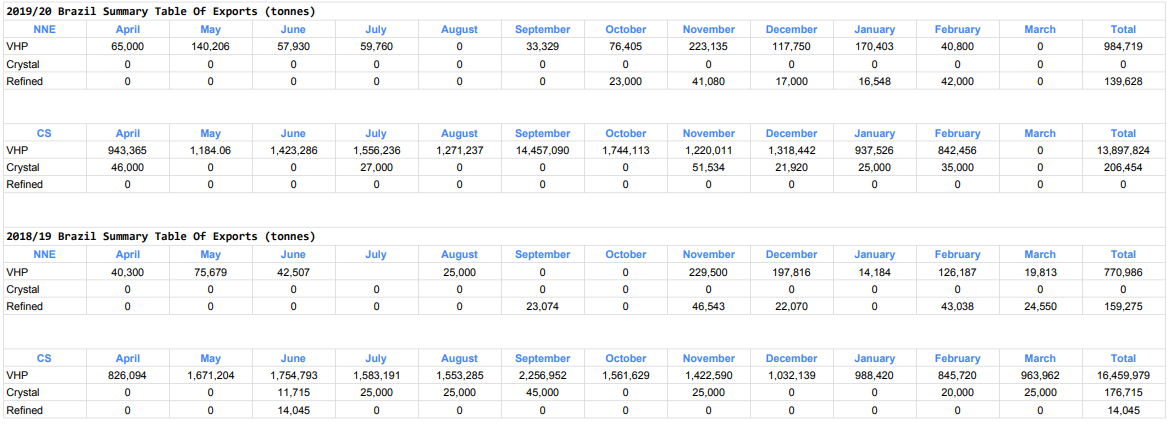 2019/20 Brazil Summary Table Of Exports (tonnes)
NNE April May June July August September October November December January February March Total
VHP 65,000 140,206 57,930 59,760 0 33,329 76,405 223,135 117,750 170,403 40,800 0 984,719
Crystal 0 0 0 0 0 0 0 0 0 0 0 0 0
Refined 0 0 0 0 0 0 23,000 41,080 17,000 16,548 42,000 0 139,628
CS April May June July August September October November December January February March Total
VHP 943,365 1,184.06 1,423,286 1,556,236 1,271,237 14,457,090 1,744,113 1,220,011 1,318,442 937,526 842,456 0 13,897,824
Crystal 46,000 0 0 27,000 0 0 0 51,534 21,920 25,000 35,000 0 206,454
Refined 0 0 0 0 0 0 0 0 0 0 0 0 0
2018/19 Brazil Summary Table Of Exports (tonnes)
NNE April May June July August September October November December January February March Total
VHP 40,300 75,679 42,507 25,000 0 0 229,500 197,816 14,184 126,187 19,813 770,986
Crystal 0 0 0 0 0 0 0 0 0 0 0 0 0
Refined 0 0 0 0 0 23,074 0 46,543 22,070 0 43,038 24,550 159,275
CS April May June July August September October November December January February March Total
VHP 826,094 1,671,204 1,754,793 1,583,191 1,553,285 2,256,952 1,561,629 1,422,590 1,032,139 988,420 845,720 963,962 16,459,979
Crystal 0 0 11,715 25,000 25,000 45,000 0 25,000 0 0 20,000 25,000 176,715
Refined 0 0 14,045 0 0 0 0 0 0 0 0 0 14,045